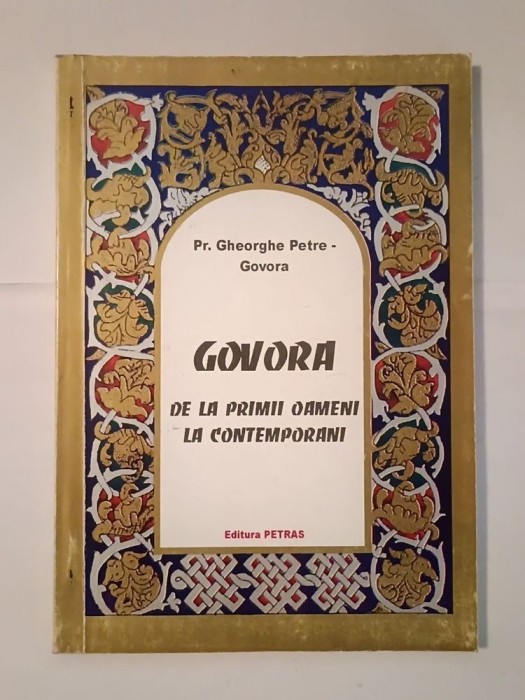 Pr. Gheorghe Petre -
Govora
GOVORA
DE LA PRIMII OAMENI
LA CONTEMPORANI
Editura PETRAS